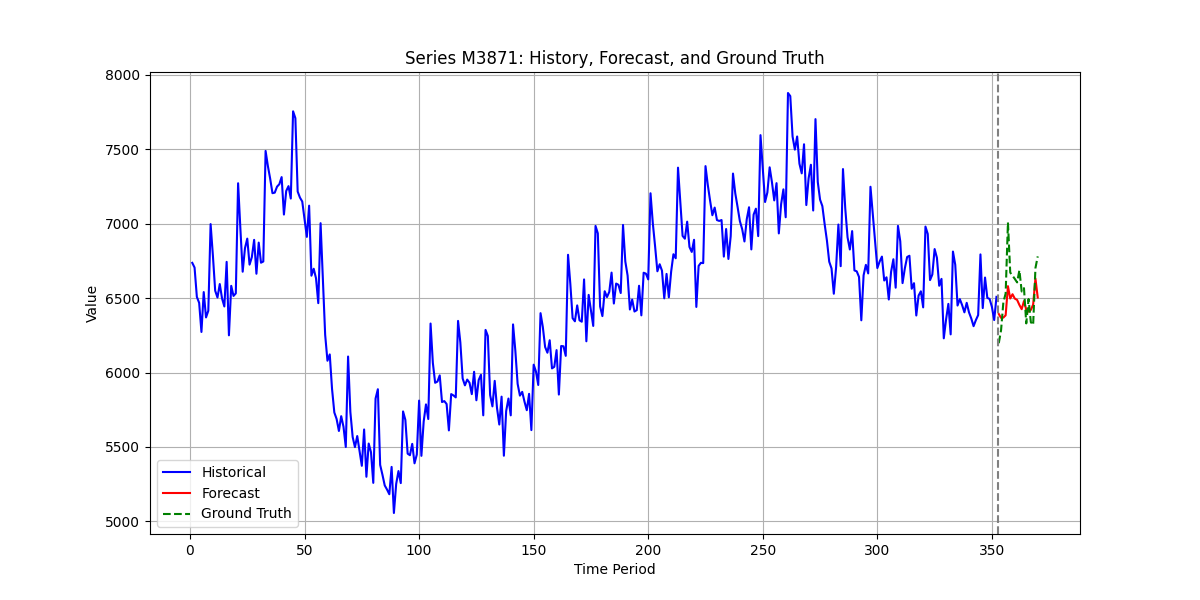 Series M3871: History, Forecast, and Ground Truth
8000
7500
7000
6500
6000
5500
5000
Value
Historical
Forecast
Ground Truth
0 50 100 150 200 250 300 350
Time Period